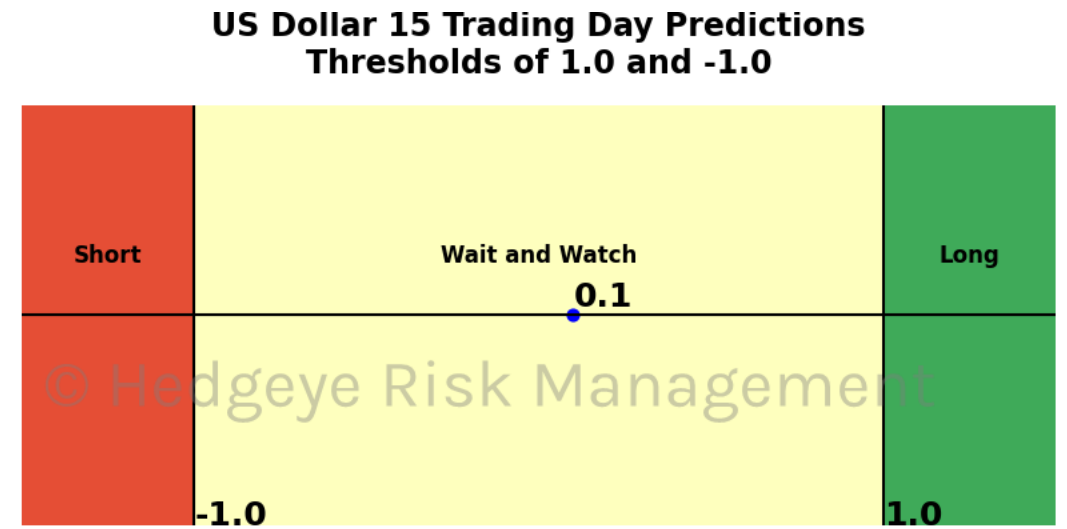 US Dollar 15 Trading Day Predictions
Thresholds of 1.0 and -1.0
Short
Wait and Watch
Long
0.1
© Hedgeye Risk Management
-1.0
1.0